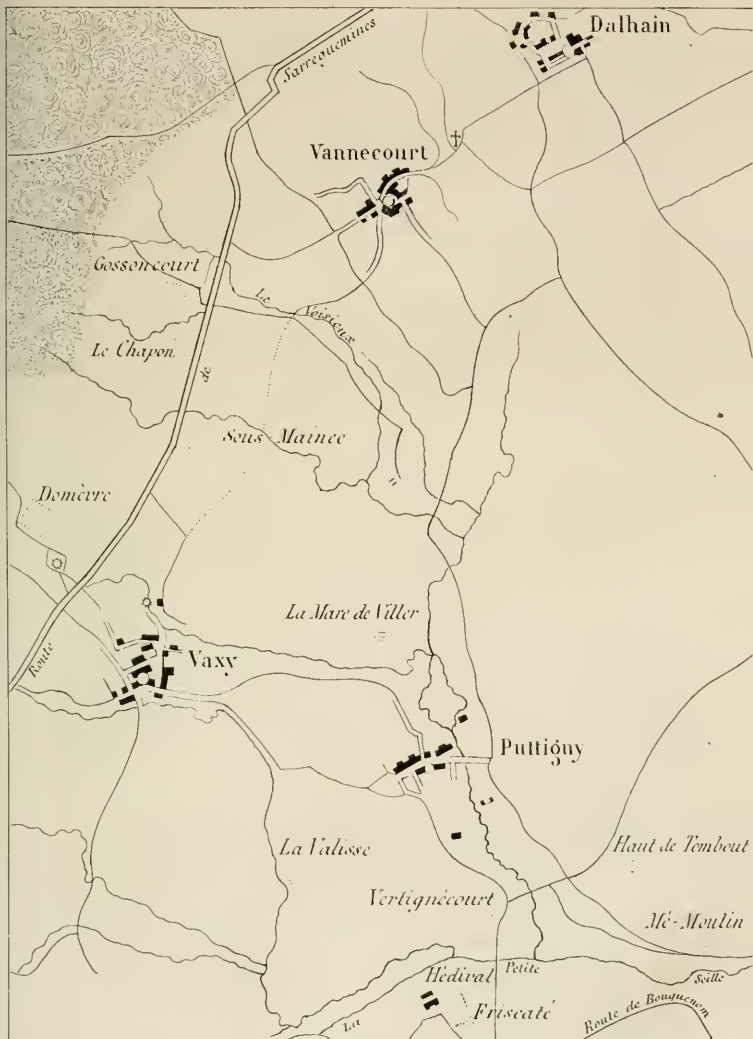 Dalhain
Sarreguemines
Vannecourt
Gossoncourt
Le Voisieux
Le Chapon
de
Sous-Mainee
Domèvre
La Mare de Viller
Route
Vaxy
Puttigny
La Valisse
Haut de Tombout
Vertignécourt
Mé-Moulin
Hédival
La Petite Seille
Friscaté
Route de Bouquenom